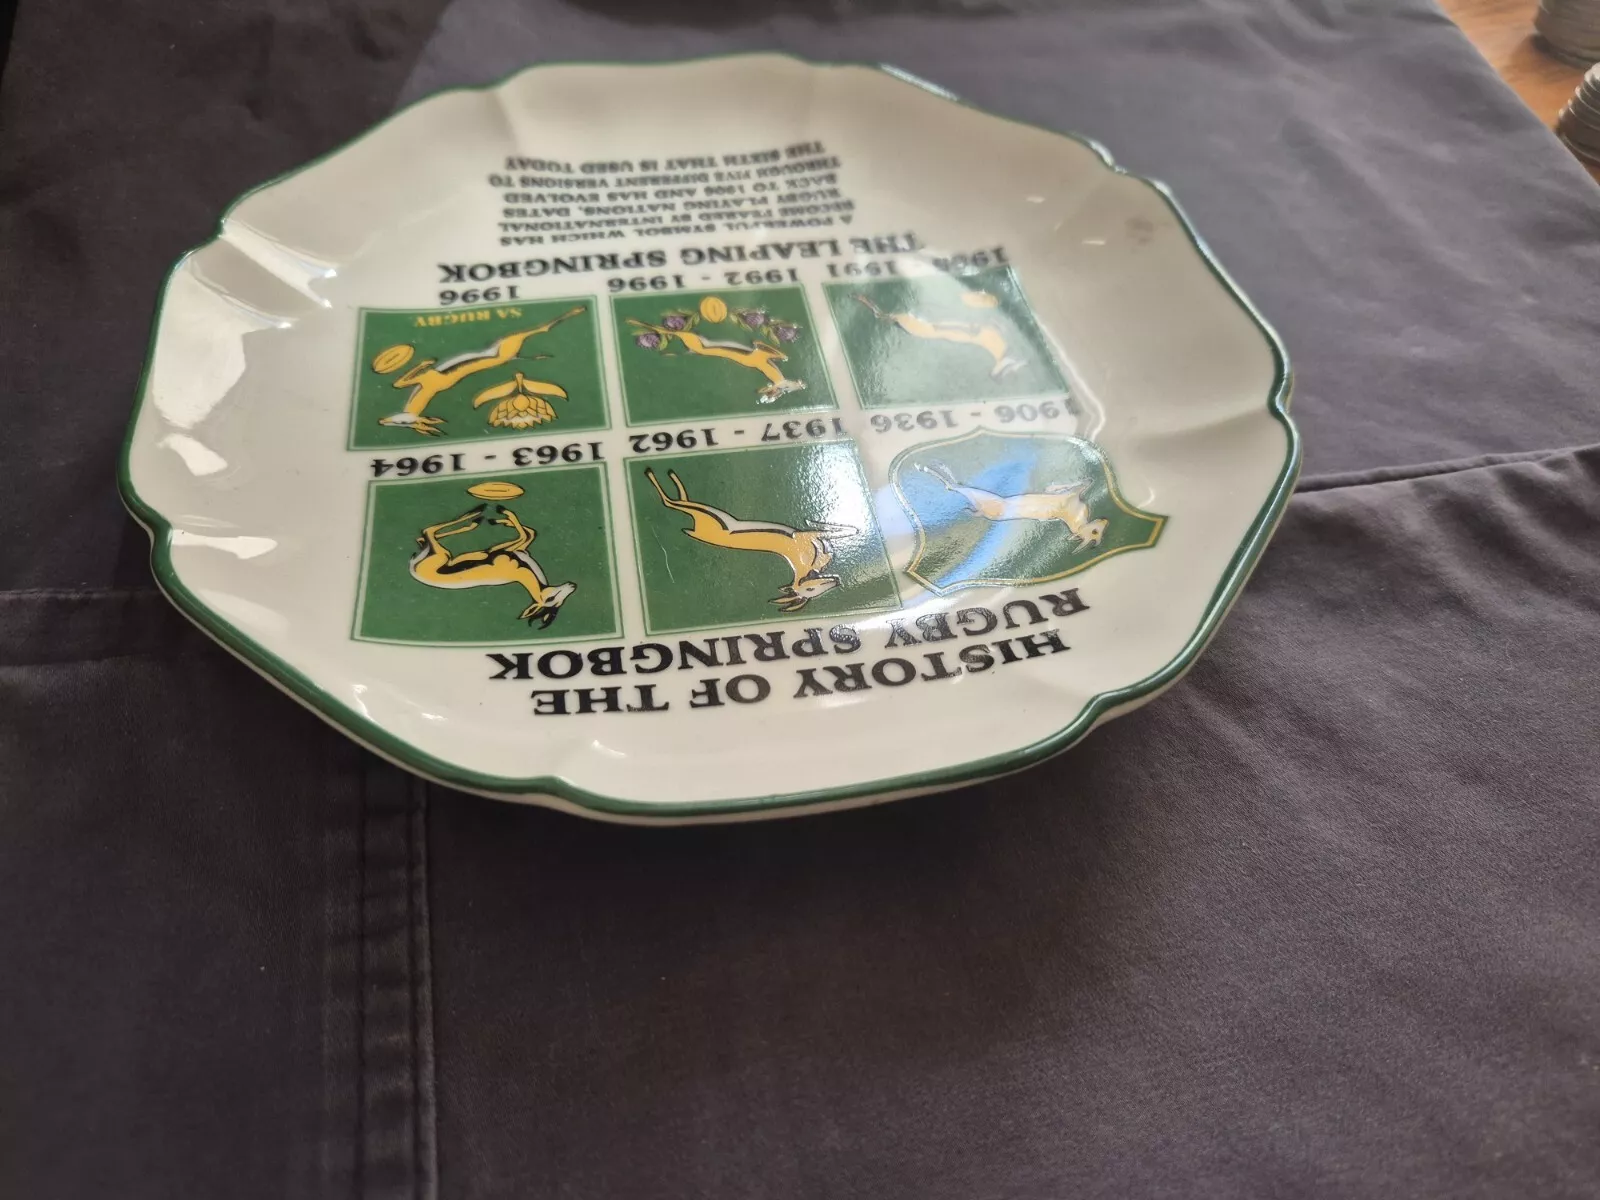 HISTORY OF THE
RUGBY SPRINGBOK
1906 - 1936 1937 - 1962 1963 - 1964
SA RUGBY
1965 - 1991 1992 - 1996 1996
THE LEAPING SPRINGBOK
A POWERFUL SYMBOL WHICH HAS
BECOME FEARED BY INTERNATIONAL
RUGBY PLAYING NATIONS, DATES
BACK TO 1906 AND HAS EVOLVED
THROUGH FIVE DIFFERENT VERSIONS TO
THE SIXTH THAT IS USED TODAY